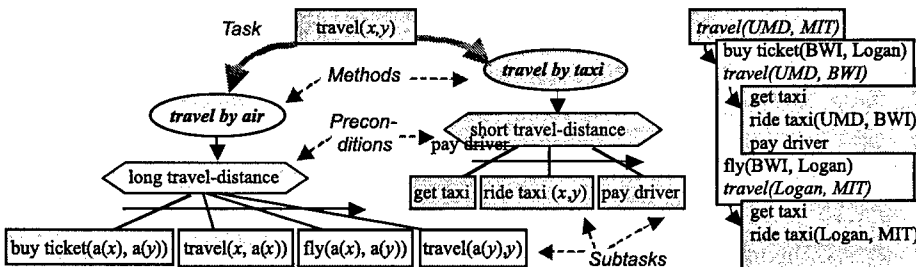 Task
travel(x,y)
Methods
travel by air
travel by taxi
Precon-
ditions
long travel-distance
short travel-distance
pay driver
get taxi
ride taxi (x,y)
pay driver
buy ticket(a(x), a(y))
travel(x, a(x))
fly(a(x), a(y))
travel(a(y),y)
Subtasks
travel(UMD, MIT)
buy ticket(BWI, Logan)
travel(UMD, BWI)
get taxi
ride taxi(UMD, BWI)
pay driver
fly(BWI, Logan)
travel(Logan, MIT)
get taxi
ride taxi(Logan, MIT)